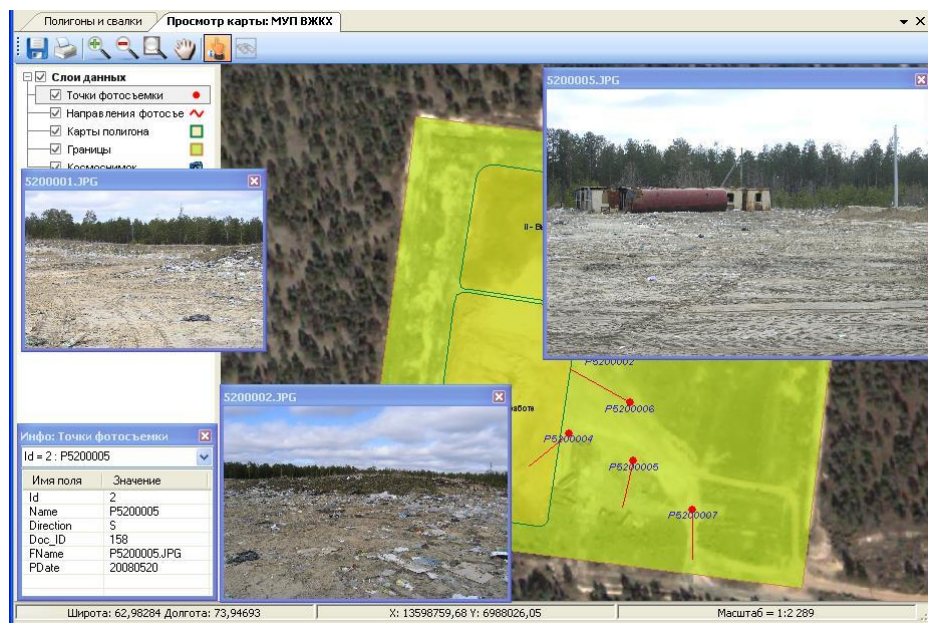 Полигоны и свалки
Просмотр карты: МУП ВЖКХ
Слои данных
Точки фотосъемки
Направления фотосъе
Карты полигона
Границы
Космоснимок
5200005.JPG
5200001.JPG
II - В
P5200002
P5200006
5200002.JPG
аботе
P5200004
P5200005
P5200007
Инфо: Точки фотосъемки
Id = 2 : P5200005
Имя поля Значение
Id 2
Name P5200005
Direction S
Doc_ID 158
FName P5200005.JPG
PDate 20080520
Широта: 62,98284 Долгота: 73,94693
X: 13598759,68 Y: 6988026,05
Масштаб = 1:2 289